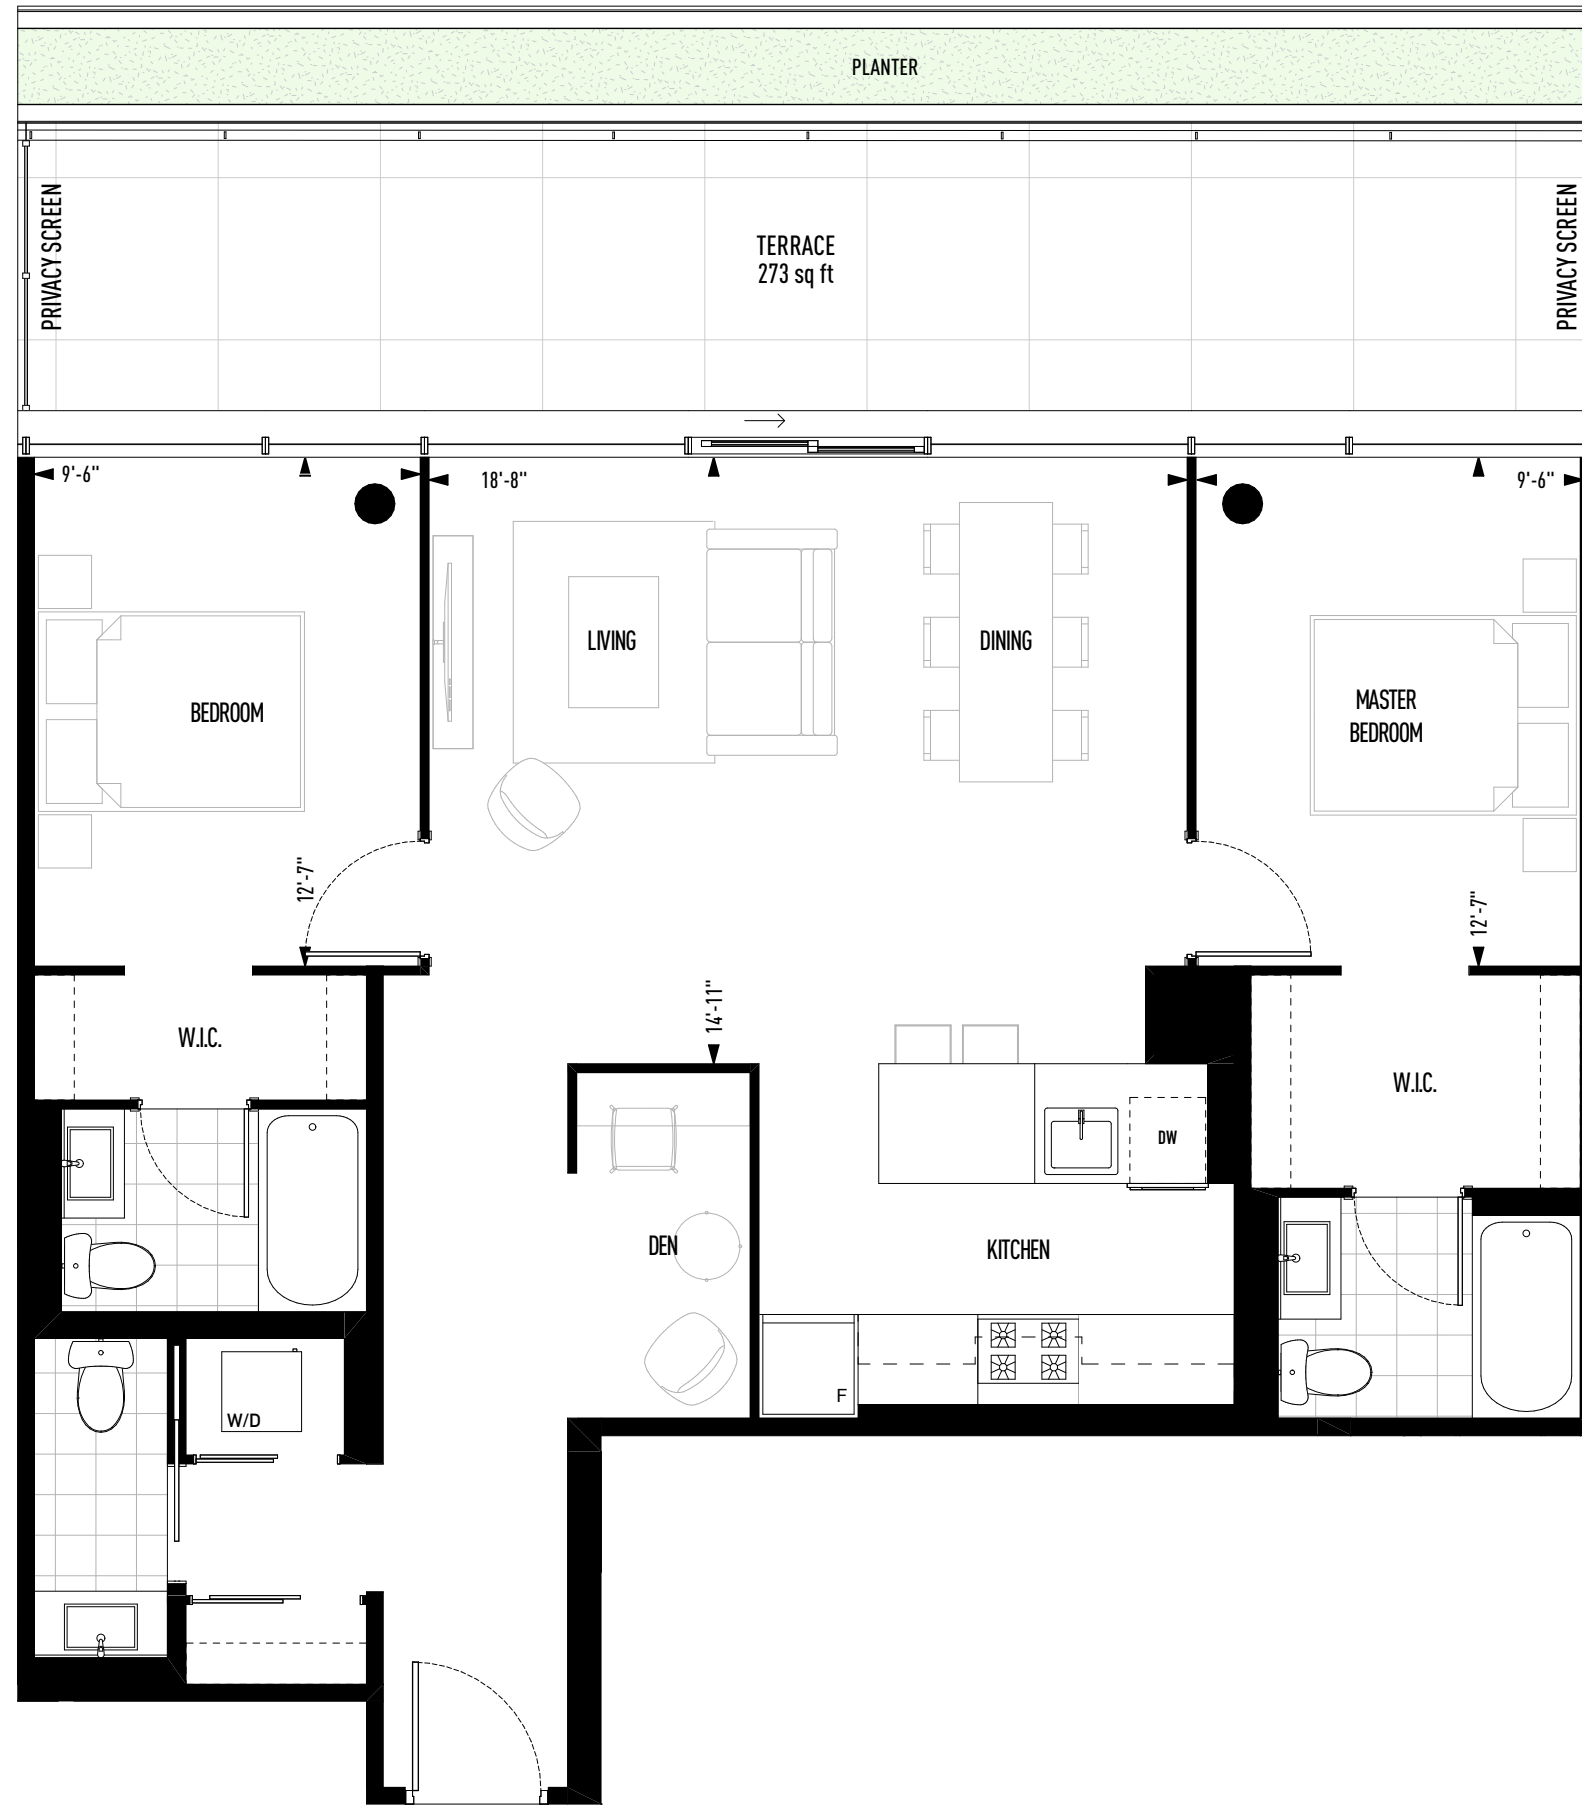 PLANTER
PRIVACY SCREEN
TERRACE
273 sq ft
PRIVACY SCREEN
9'-6"
18'-8"
9'-6"
LIVING
DINING
BEDROOM
MASTER
BEDROOM
12'-7"
12'-7"
14'-11"
W.I.C.
W.I.C.
DW
DEN
KITCHEN
F
W/D